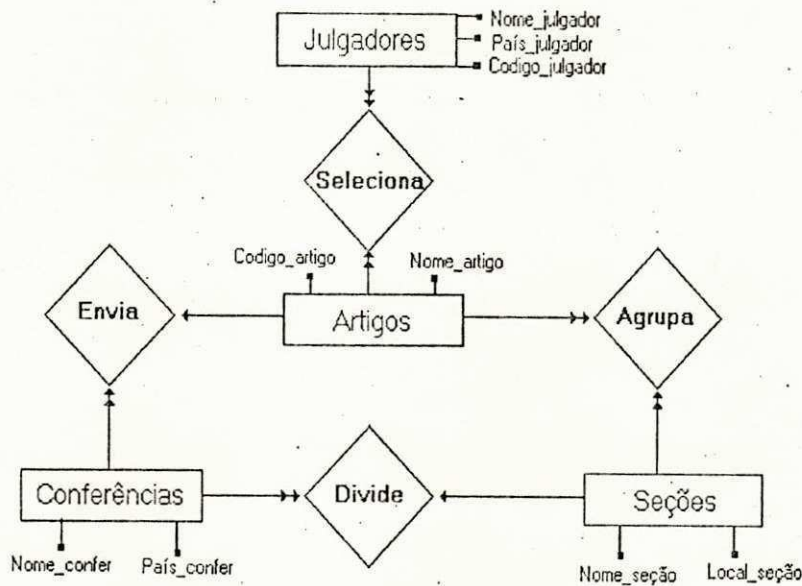 Nome_julgador
Julgadores
País_julgador
Codigo_julgador
Seleciona
Codigo_artigo
Nome_artigo
Envia
Artigos
Agrupa
Conferências
Divide
Seções
Nome_confer
País_confer
Nome_seção
Local_seção